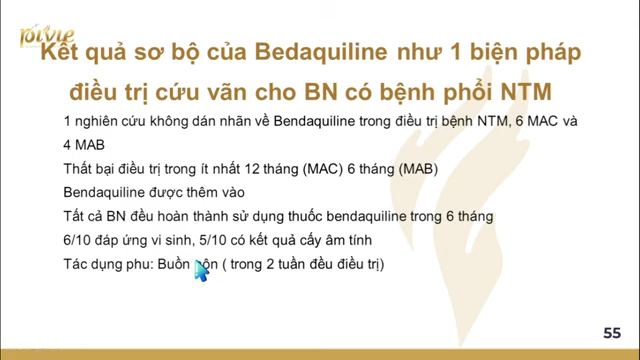 pivie
Kết quả sơ bộ của Bedaquiline như 1 biện pháp
điều trị cứu vãn cho BN có bệnh phổi NTM
1 nghiên cứu không dán nhãn về Bendaquiline trong điều trị bệnh NTM, 6 MAC và
4 MAB
Thất bại điều trị trong ít nhất 12 tháng (MAC) 6 tháng (MAB)
Bendaquiline được thêm vào
Tất cả BN đều hoàn thành sử dụng thuốc bendaquiline trong 6 tháng
6/10 đáp ứng vi sinh, 5/10 có kết quả cấy âm tính
Tác dụng phu: Buồn nôn ( trong 2 tuần đều điều trị)
55